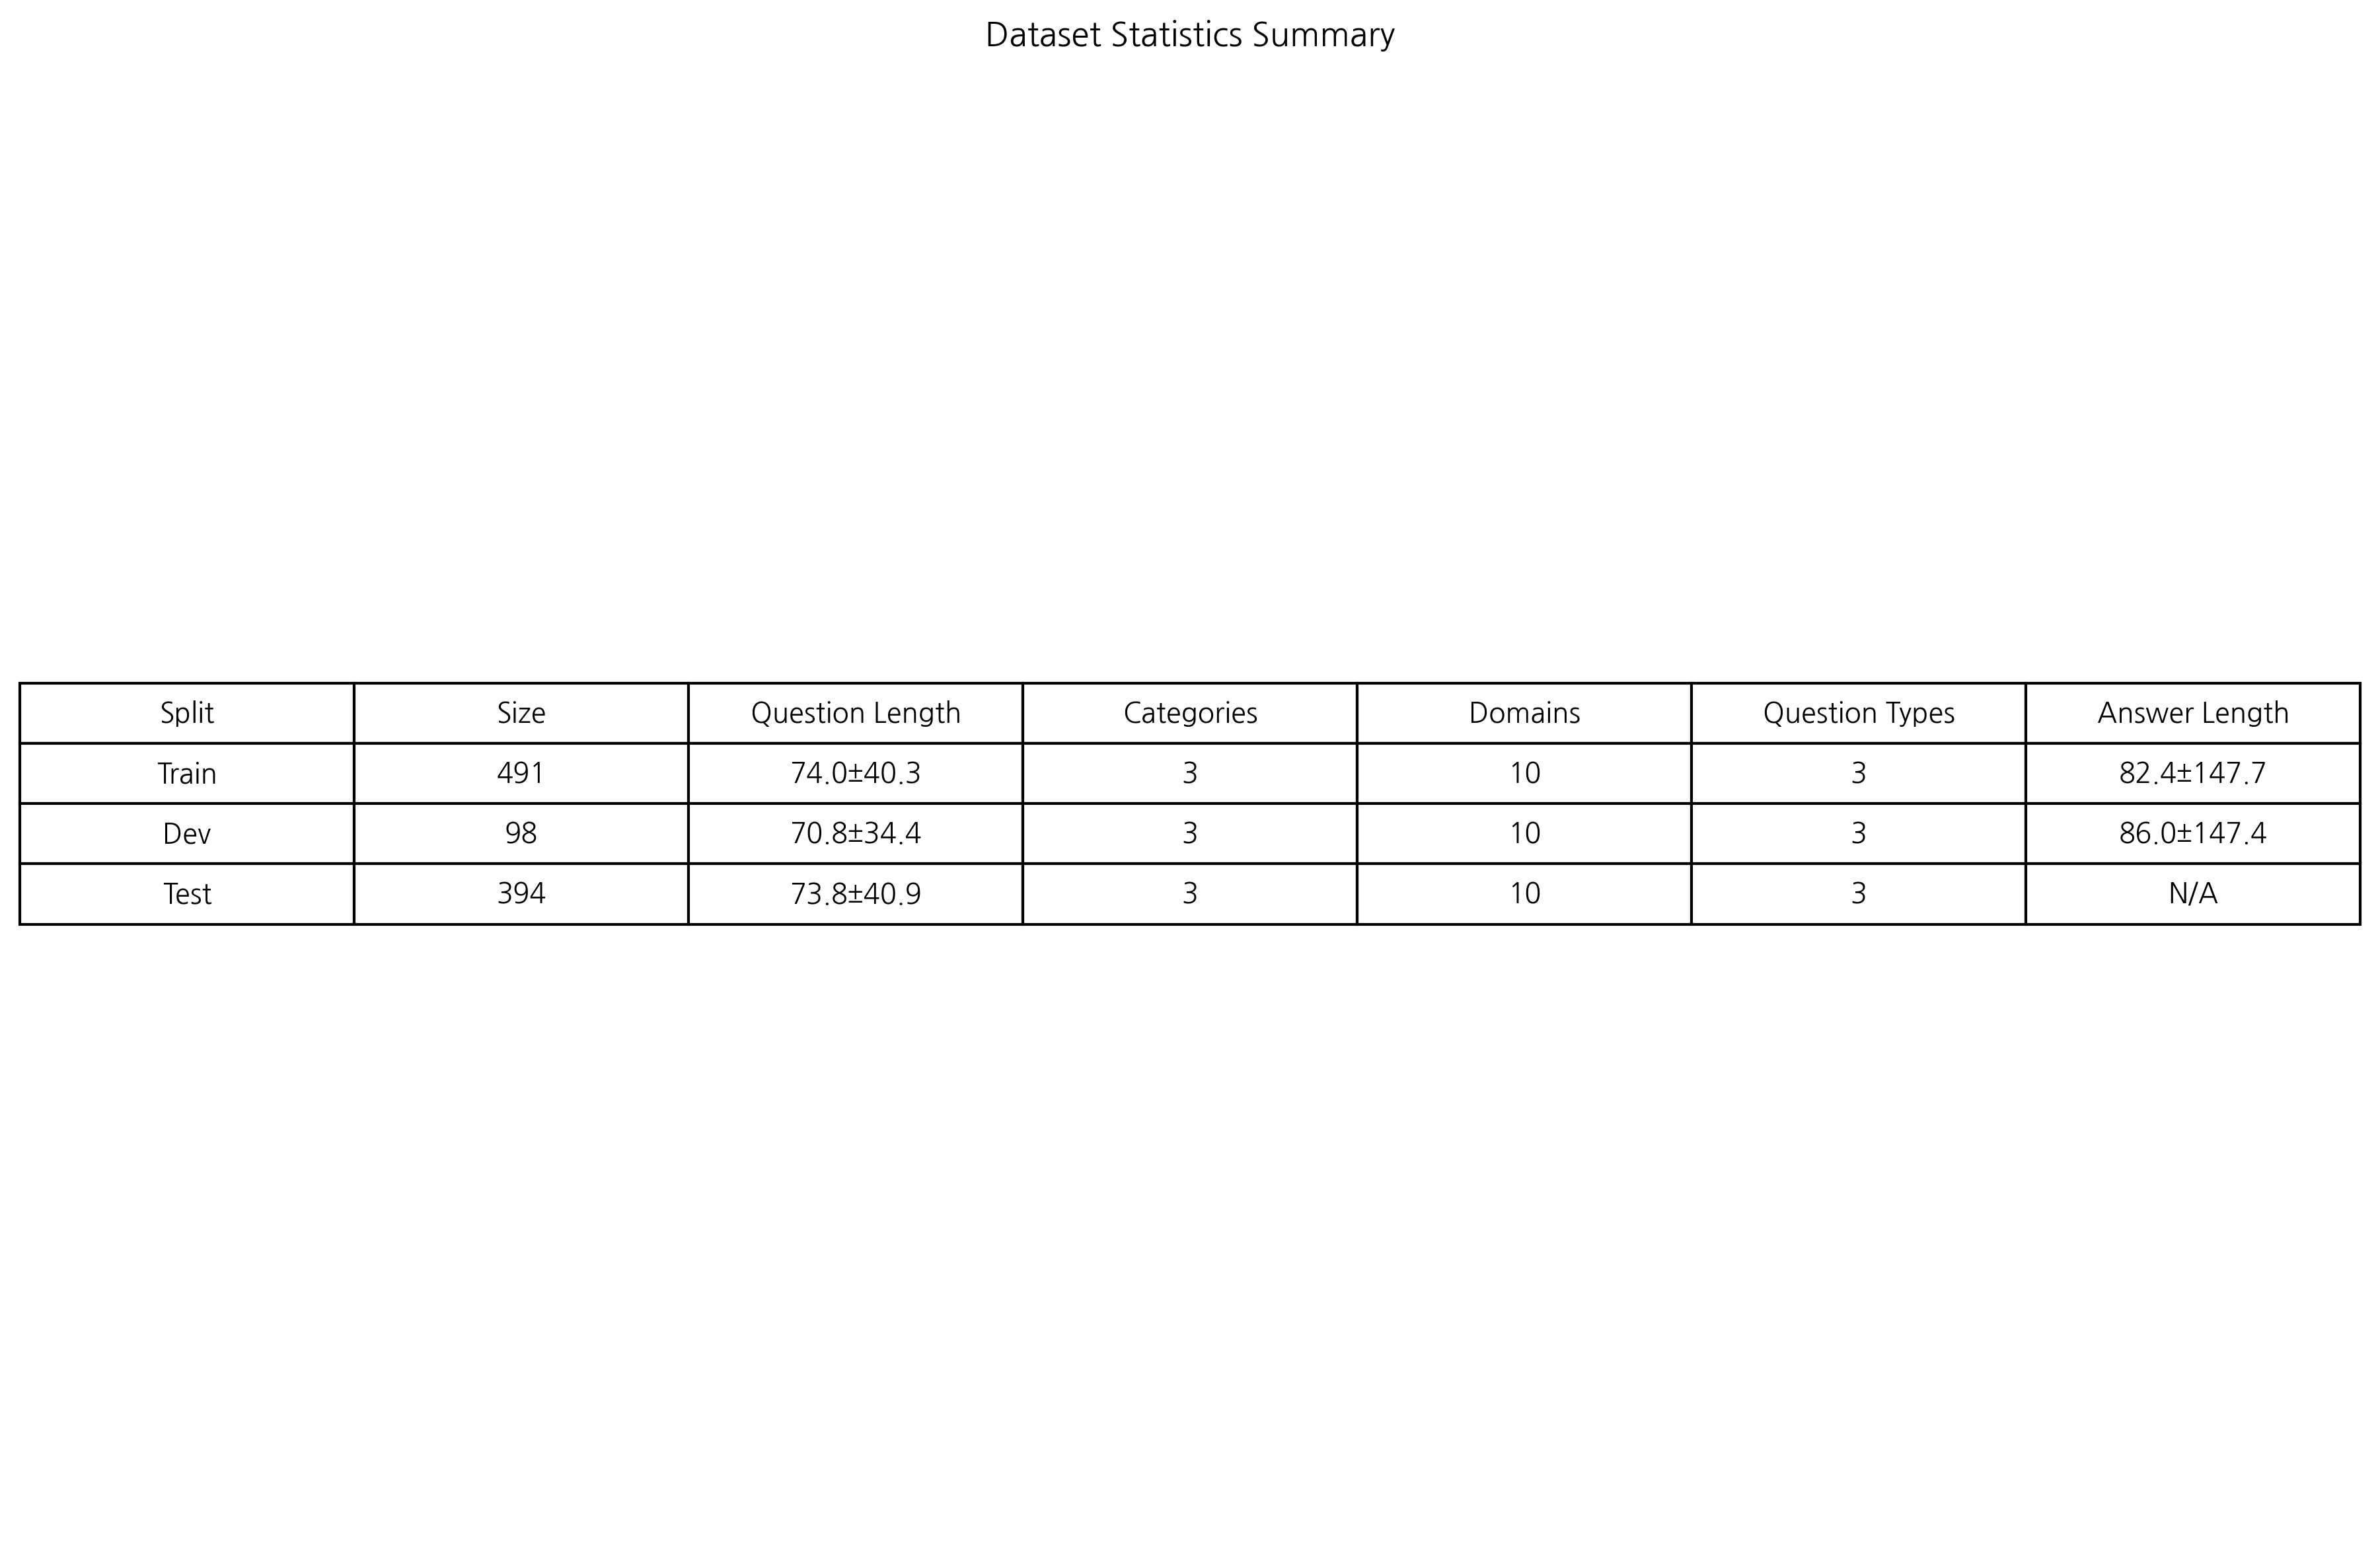 Dataset Statistics Summary
Split Size Question Length Categories Domains Question Types Answer Length
Train 491 74.0±40.3 3 10 3 82.4±147.7
Dev 98 70.8±34.4 3 10 3 86.0±147.4
Test 394 73.8±40.9 3 10 3 N/A